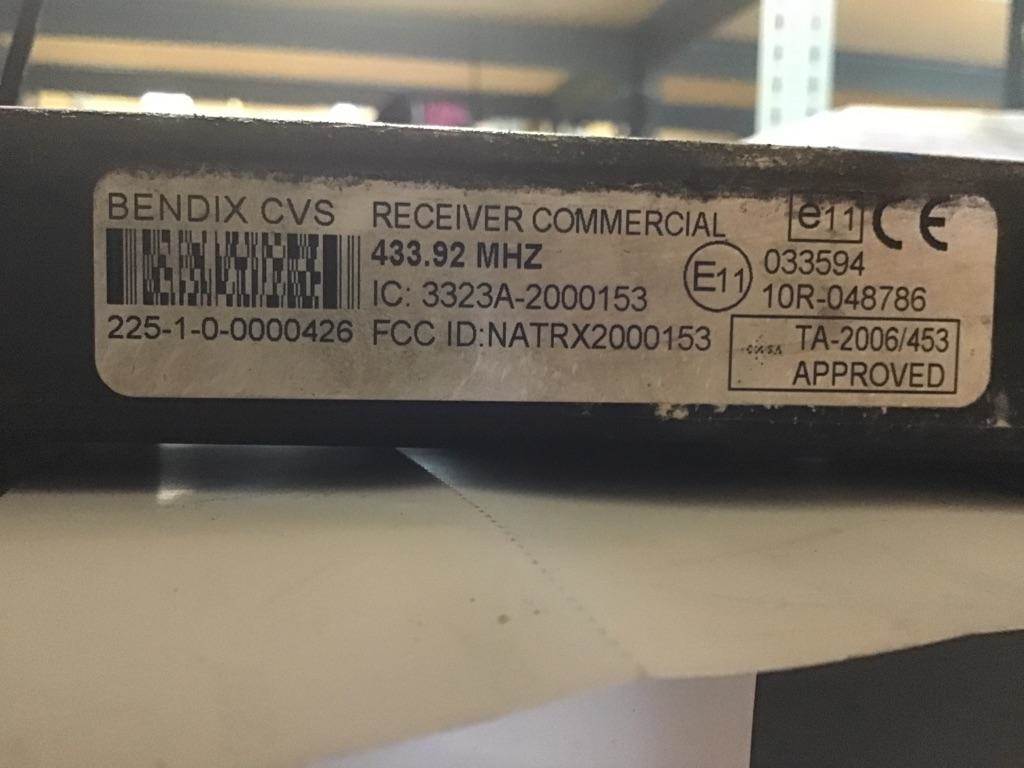 BENDIX CVS
225-1-0-0000426
RECEIVER COMMERCIAL
433.92 MHZ
IC: 3323A-2000153
FCC ID:NATRX2000153
e11 CE
E11
033594
10R-048786
TA-2006/453
APPROVED